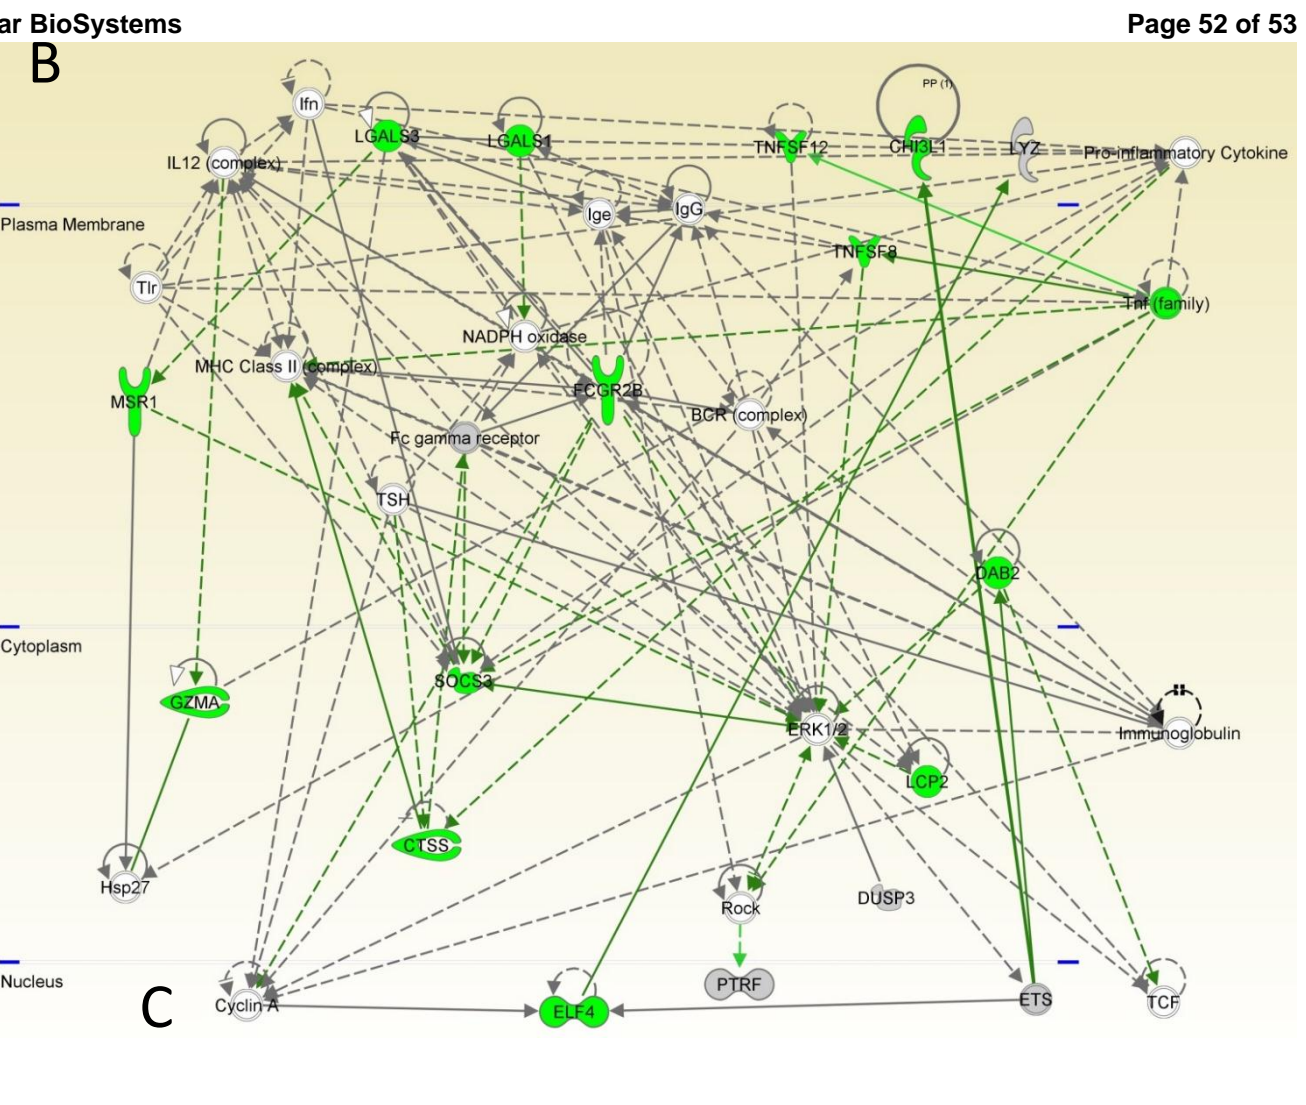 ar BioSystems
Page 52 of 53
B
PP (1)
Ifn
LGALS3
LGALS1
TNFSF12
CHI3L1
LYZ
Pro-inflammatory Cytokine
IL12 (complex)
Ige
IgG
Plasma Membrane
TNFSF8
Tlr
Tnf (family)
NADPH oxidase
MHC Class II (complex)
FCGR2B
MSR1
BCR (complex)
Fc gamma receptor
TSH
DAB2
Cytoplasm
SOCS3
GZMA
ERK1/2
Immunoglobulin
LCP2
CTSS
Hsp27
DUSP3
Rock
Nucleus
PTRF
C
Cyclin A
ELF4
ETS
TCF